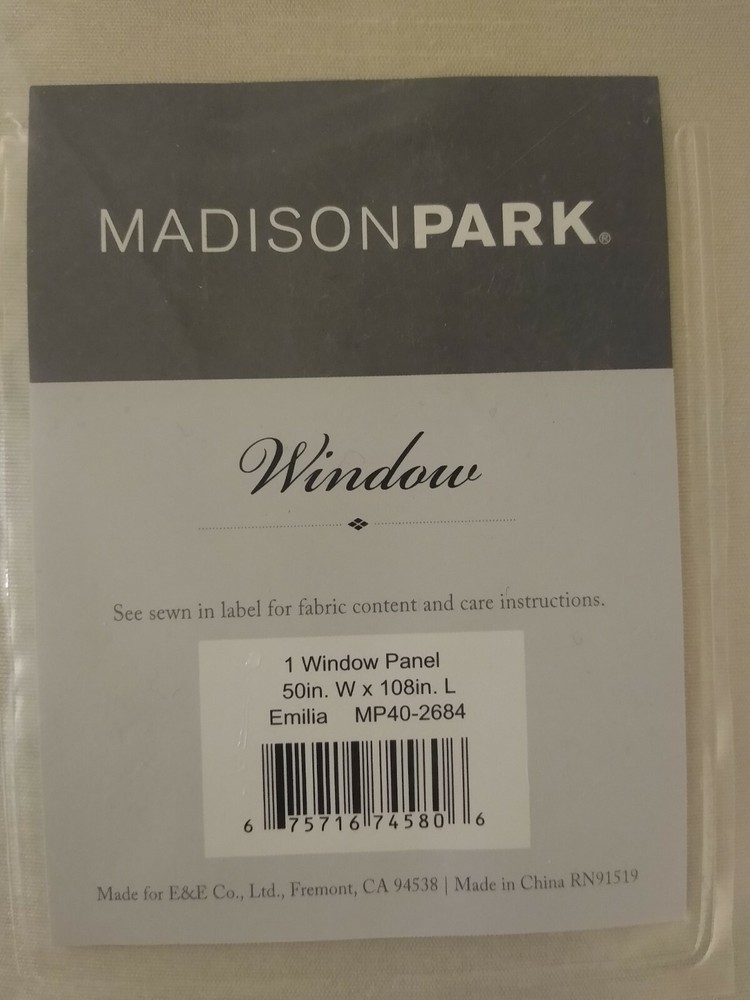 MADISONPARK®
Window
See sewn in label for fabric content and care instructions.
1 Window Panel
50in. W x 108in. L
Emilia MP40-2684
6 75716 74580 6
Made for E&E Co., Ltd., Fremont, CA 94538 | Made in China RN91519